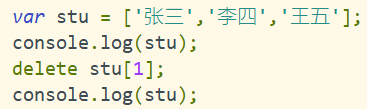 var stu = ['张三','李四','王五'];
console.log(stu);
delete stu[1];
console.log(stu);